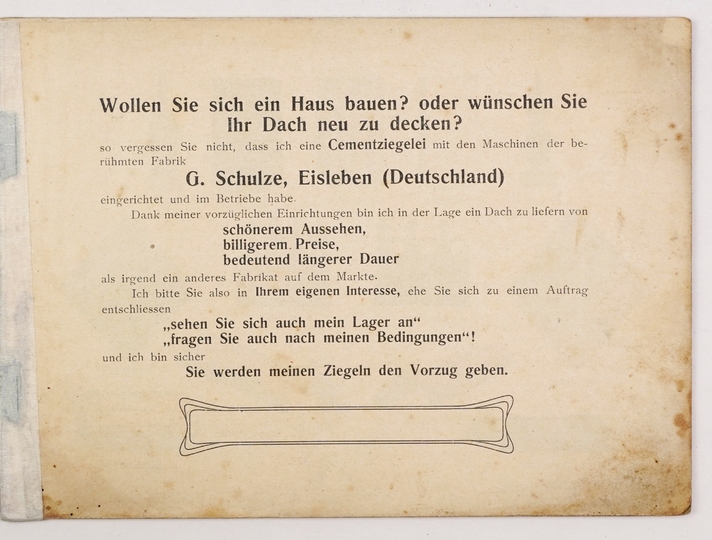 Wollen Sie sich ein Haus bauen? oder wünschen Sie
Ihr Dach neu zu decken?
so vergessen Sie nicht, dass ich eine Cementziegelei mit den Maschinen der be-
rühmten Fabrik
G. Schulze, Eisleben (Deutschland)
eingerichtet und im Betriebe habe.
Dank meiner vorzüglichen Einrichtungen bin ich in der Lage ein Dach zu liefern von
schönerem Aussehen,
billigerem Preise,
bedeutend längerer Dauer
als irgend ein anderes Fabrikat auf dem Markte.
Ich bitte Sie also in Ihrem eigenen Interesse, ehe Sie sich zu einem Auftrag
entschliessen
„sehen Sie sich auch mein Lager an“
„fragen Sie auch nach meinen Bedingungen“!
und ich bin sicher
Sie werden meinen Ziegeln den Vorzug geben.